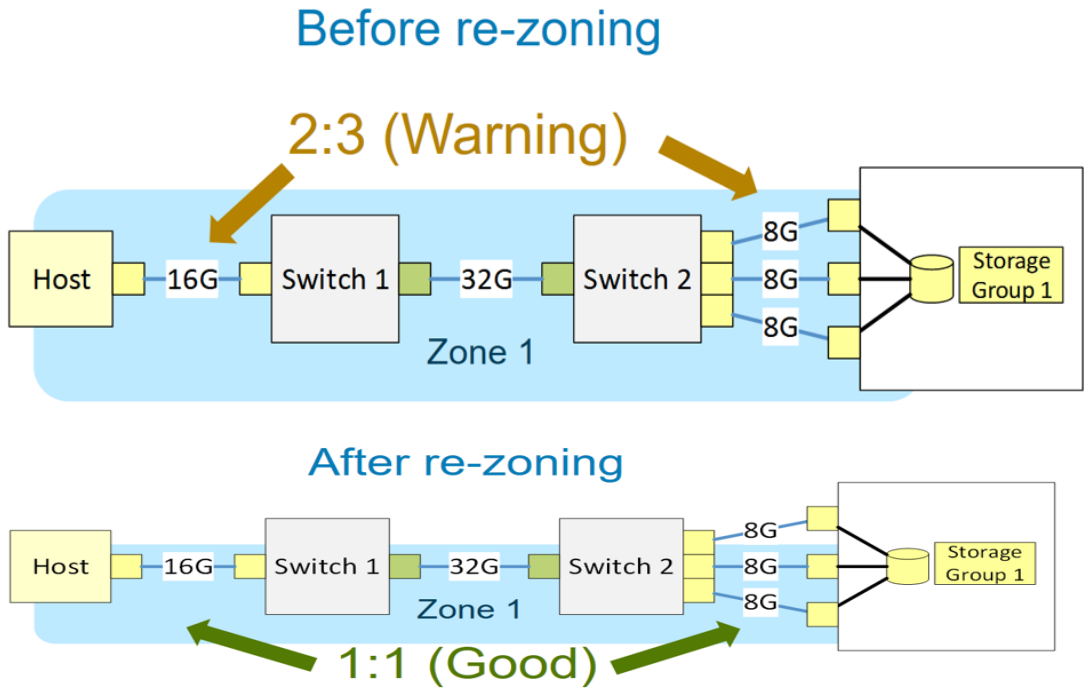 Before re-zoning
2:3 (Warning)
Host
16G
Switch 1
32G
Switch 2
8G
8G
8G
Storage
Group 1
Zone 1
After re-zoning
Host
16G
Switch 1
32G
Switch 2
8G
8G
8G
Storage
Group 1
Zone 1
1:1 (Good)